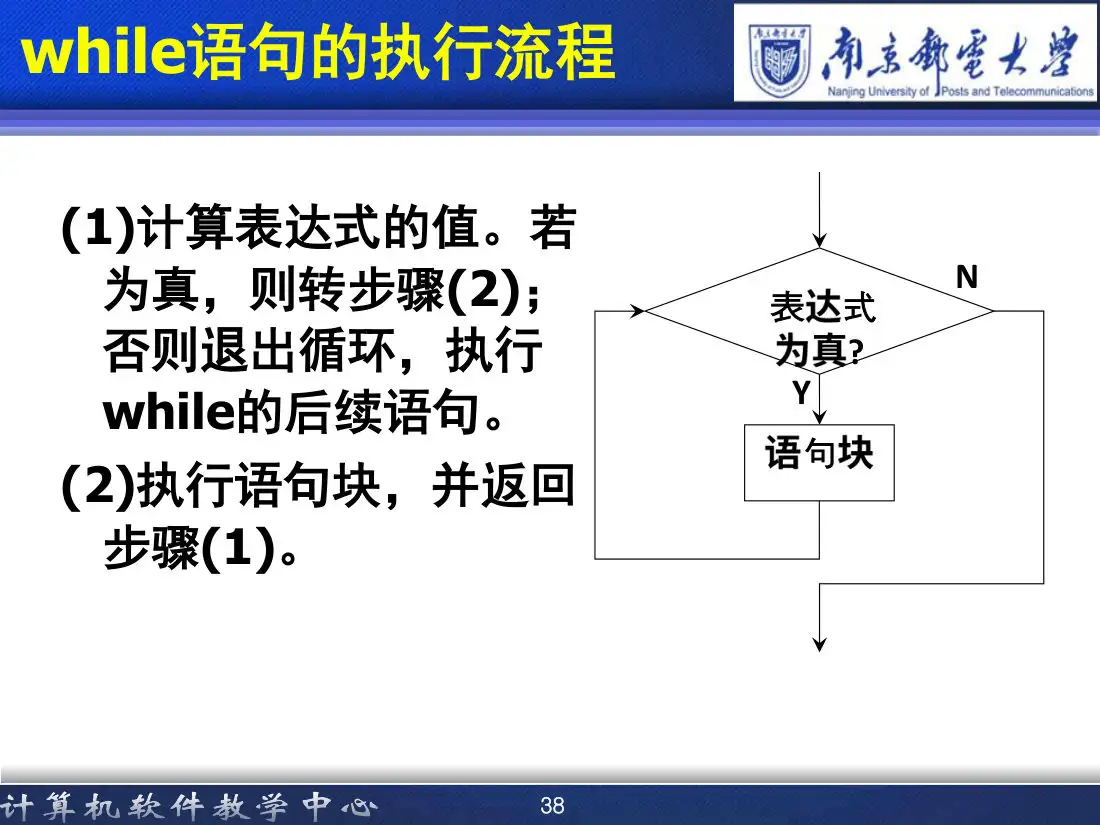 while语句的执行流程
南京郵電大學
Nanjing University of Posts and Telecommunications
(1)计算表达式的值。若
为真，则转步骤(2)；
否则退出循环，执行
while的后续语句。
(2)执行语句块，并返回
步骤(1)。
N
表达式
为真?
Y
语句块
计算机软件教学中心
38